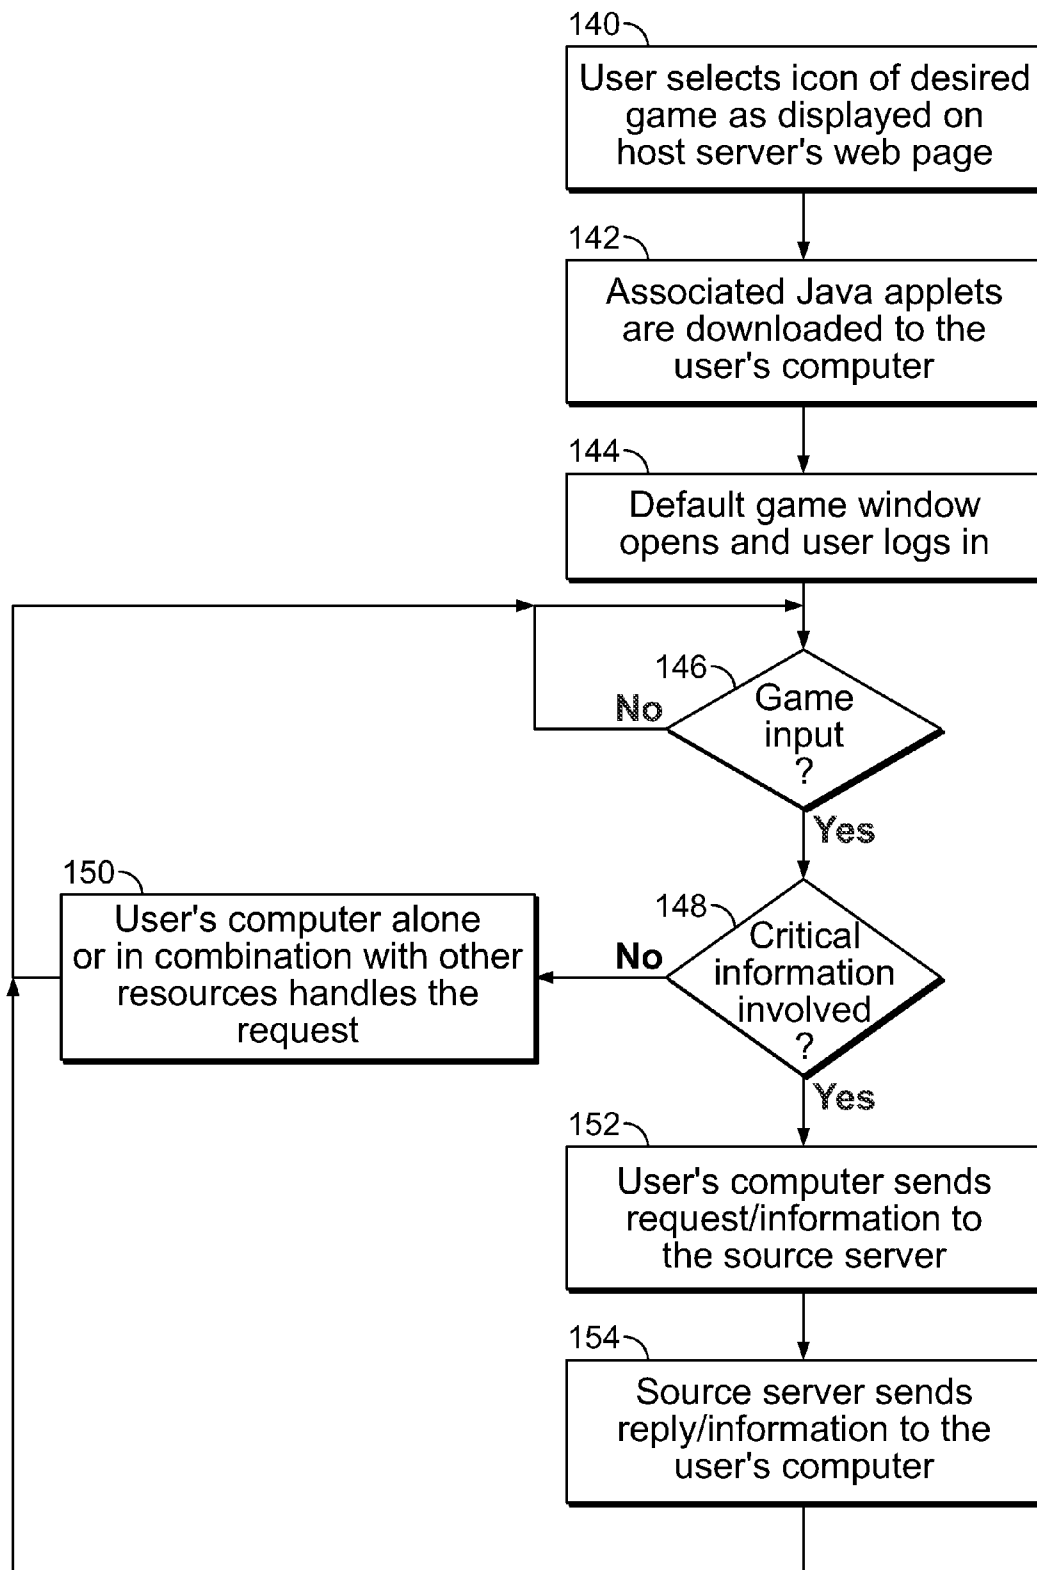 140
User selects icon of desired
game as displayed on
host server's web page
142
Associated Java applets
are downloaded to the
user's computer
144
Default game window
opens and user logs in
146
Game
input
?
No
Yes
148
Critical
information
involved
?
No
Yes
150
User's computer alone
or in combination with other
resources handles the
request
152
User's computer sends
request/information to
the source server
154
Source server sends
reply/information to the
user's computer